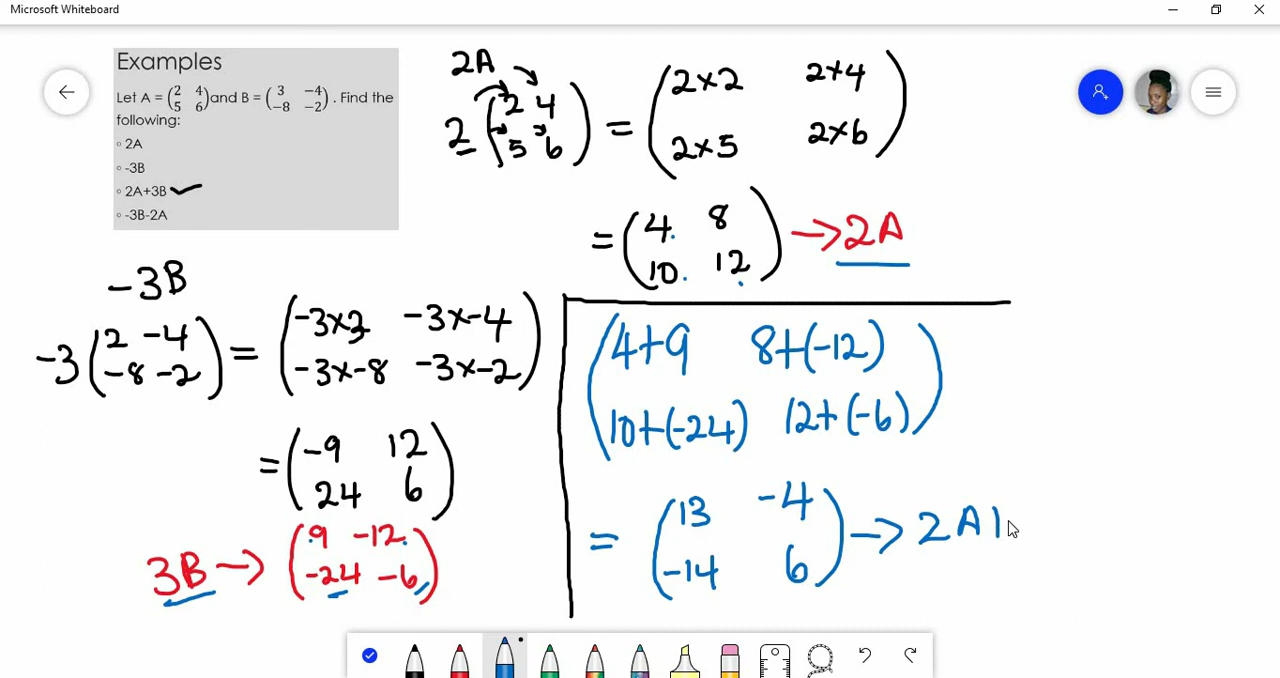 Microsoft Whiteboard
Examples
Let A = (2 4
5 6) and B = (3 −4
−8 −2) . Find the
following:
◦ 2A
◦ -3B
◦ 2A+3B ✓
◦ -3B-2A
2A
2 (2 4
5 6) = (2×2 2×4
2×5 2×6)
= (4 8
10 12) → 2A
-3B
-3 (2 -4
-8 -2) = (-3×3 -3×-4
-3×-8 -3×-2)
= (-9 12
24 6)
3B → (9 -12
-24 -6)
(4+9 8+(-12)
10+(-24) 12+(-6))
= (13 -4
-14 6) → 2A